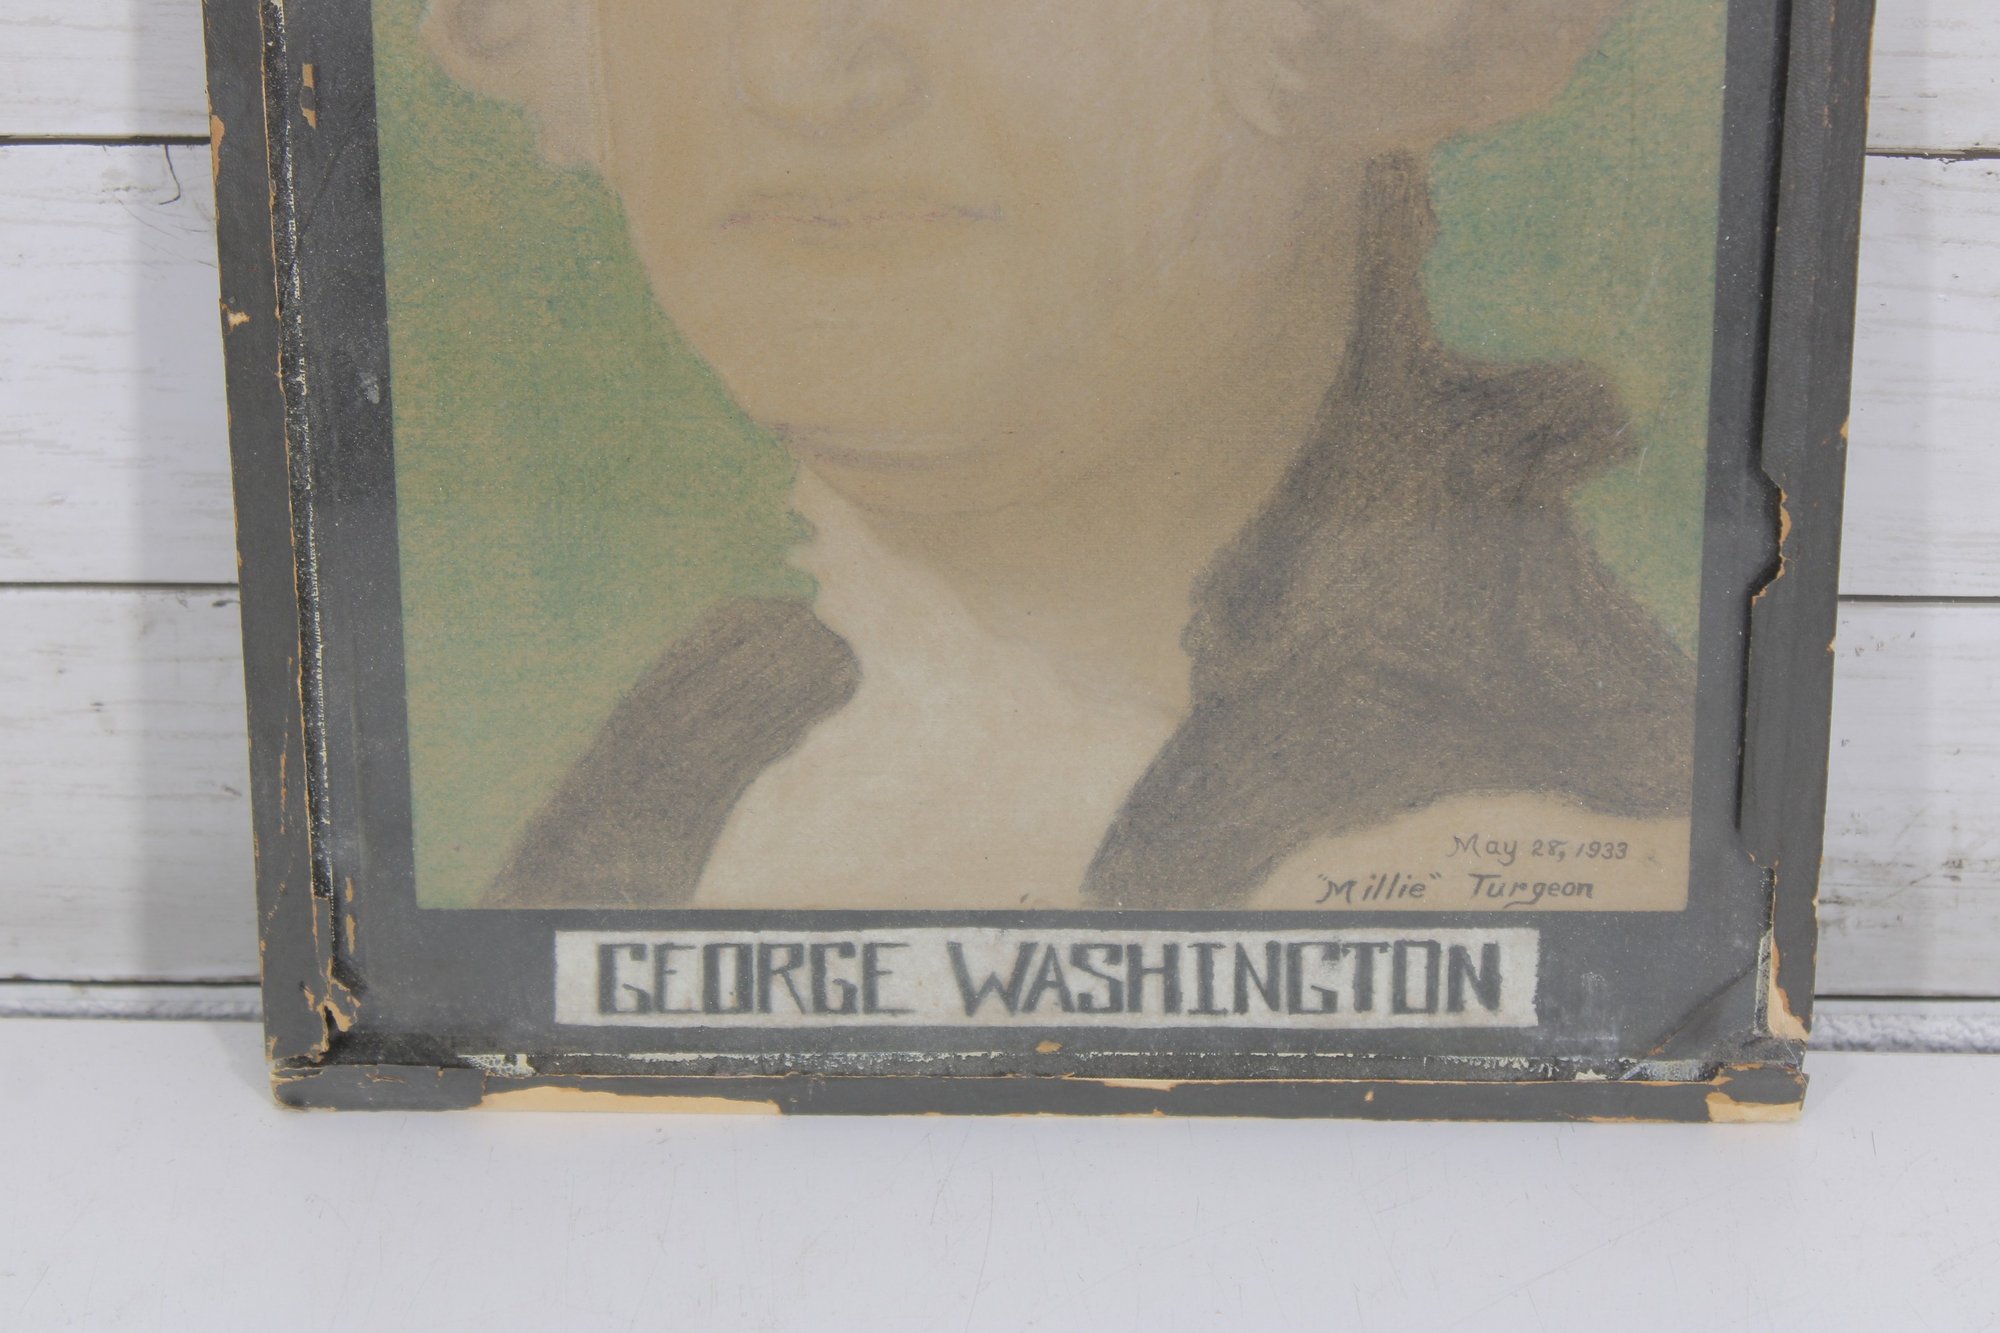 May 28, 1933
"Millie" Turgeon
GEORGE WASHINGTON